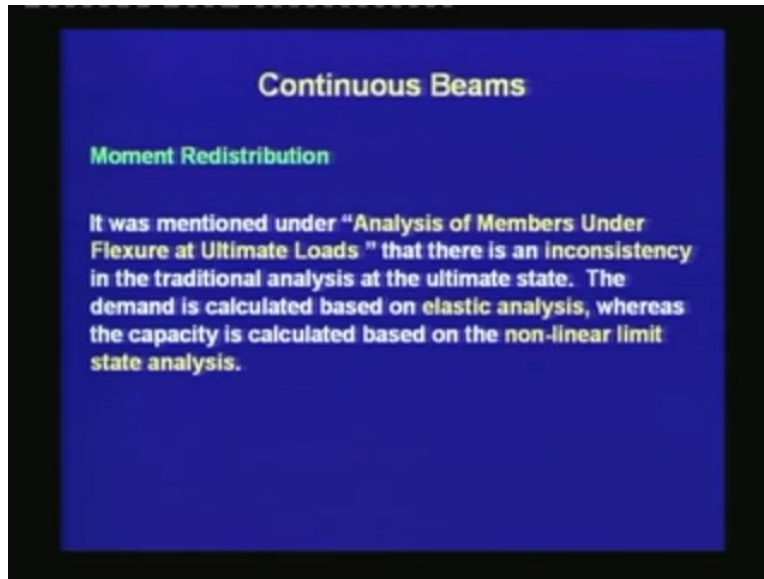 Continuous Beams
Moment Redistribution
It was mentioned under “Analysis of Members Under
Flexure at Ultimate Loads ” that there is an inconsistency
in the traditional analysis at the ultimate state. The
demand is calculated based on elastic analysis, whereas
the capacity is calculated based on the non-linear limit
state analysis.